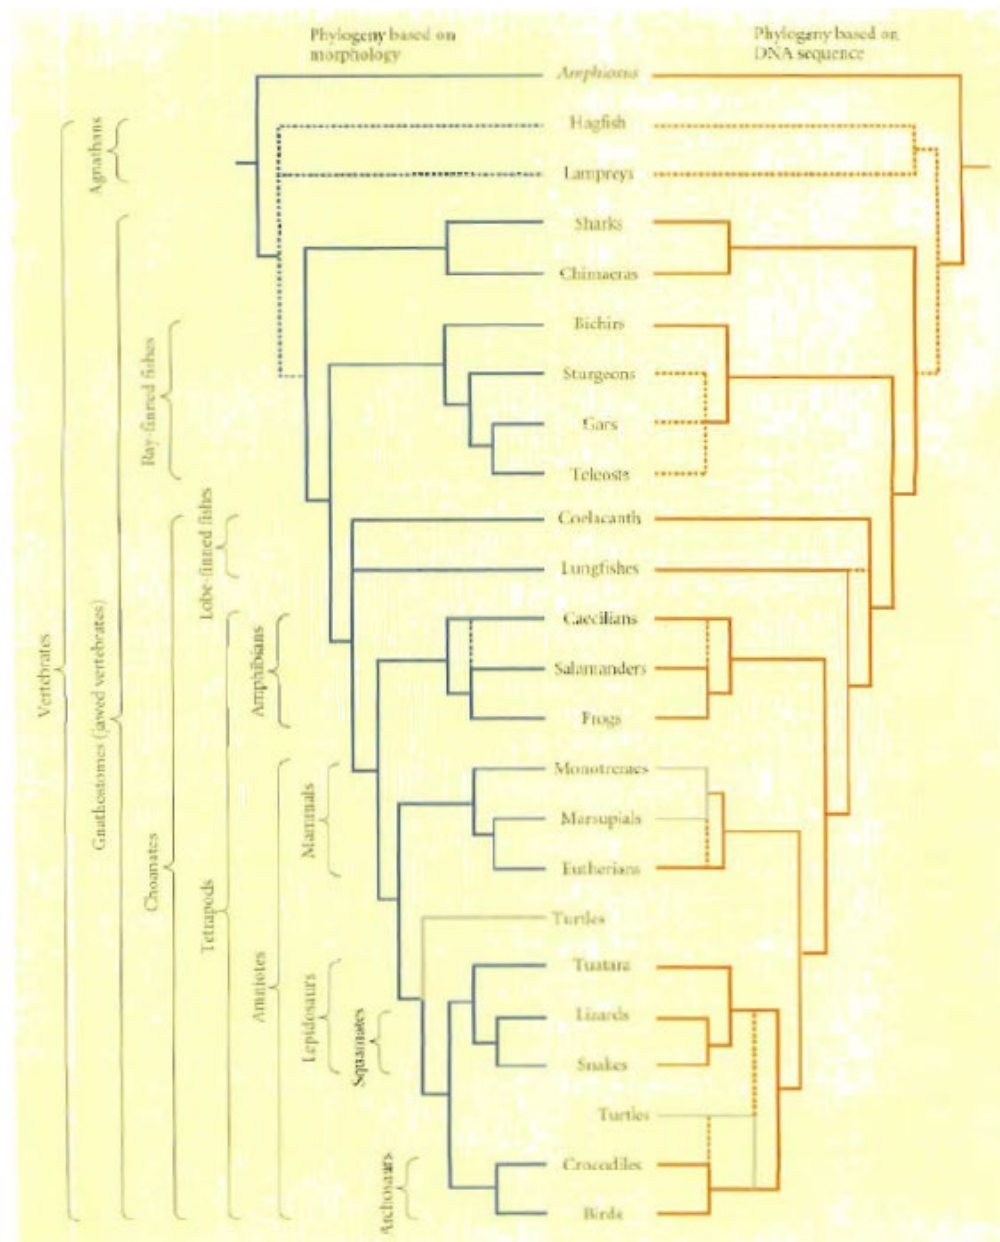 Phylogeny based on
morphology
Phylogeny based on
DNA sequence
Amphioxus
Hagfish
Lampreys
Sharks
Chimaeras
Bichirs
Sturgeons
Gars
Teleosts
Coelacanth
Lungfishes
Caecilians
Salamanders
Frogs
Monotremes
Marsupials
Eutherians
Turtles
Tuatara
Lizards
Snakes
Turtles
Crocodiles
Birds
Vertebrates
Agnathans
Gnathostomes (jawed vertebrates)
Ray-finned fishes
Choanates
Lobe-finned fishes
Tetrapods
Amphibians
Amniotes
Mammals
Lepidosaurs
Squamates
Archosaurs